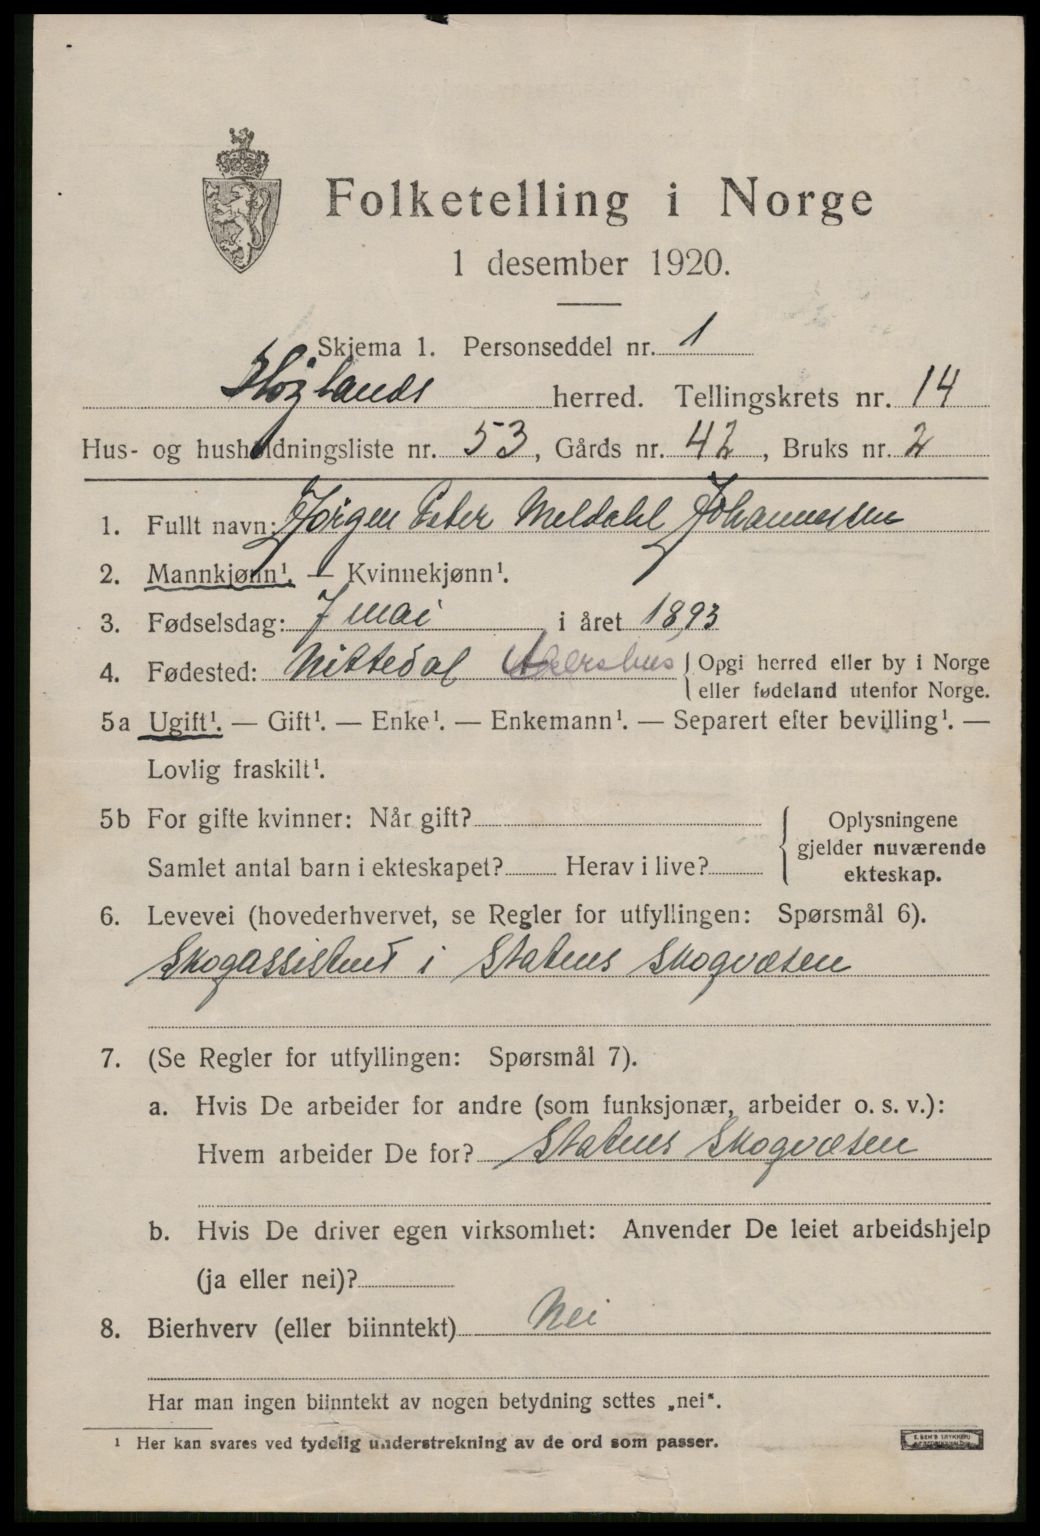 Folketelling i Norge
1 desember 1920.
Skjema 1. Personseddel nr. 1
Høylands herred. Tellingskrets nr. 14
Hus- og husholdningsliste nr. 53, Gårds nr. 42, Bruks nr. 2
1. Fullt navn: Jørgen Peter Meldahl Johannessen
2. Mannkjønn¹. — Kvinnekjønn¹.
3. Fødselsdag: 7 mai i året 1893
4. Fødested: Nittedal Akershus { Opgi herred eller by i Norge
eller fødeland utenfor Norge.
5a Ugift¹. — Gift¹. — Enke¹. — Enkemann¹. — Separert efter bevilling¹. —
Lovlig fraskilt¹.
5b For gifte kvinner: Når gift?
Samlet antal barn i ekteskapet? Herav i live?
{ Oplysningene
gjelder nuværende
ekteskap.
6. Levevei (hovederhvervet, se Regler for utfyllingen: Spørsmål 6).
Skogassistent i Statens Skogvæsen
7. (Se Regler for utfyllingen: Spørsmål 7).
a. Hvis De arbeider for andre (som funksjonær, arbeider o. s. v.):
Hvem arbeider De for? Statens Skogvæsen
b. Hvis De driver egen virksomhet: Anvender De leiet arbeidshjelp
(ja eller nei)?
8. Bierhverv (eller biinntekt) Nei
Har man ingen biinntekt av nogen betydning settes „nei“.
¹ Her kan svares ved tydelig understrekning av de ord som passer.